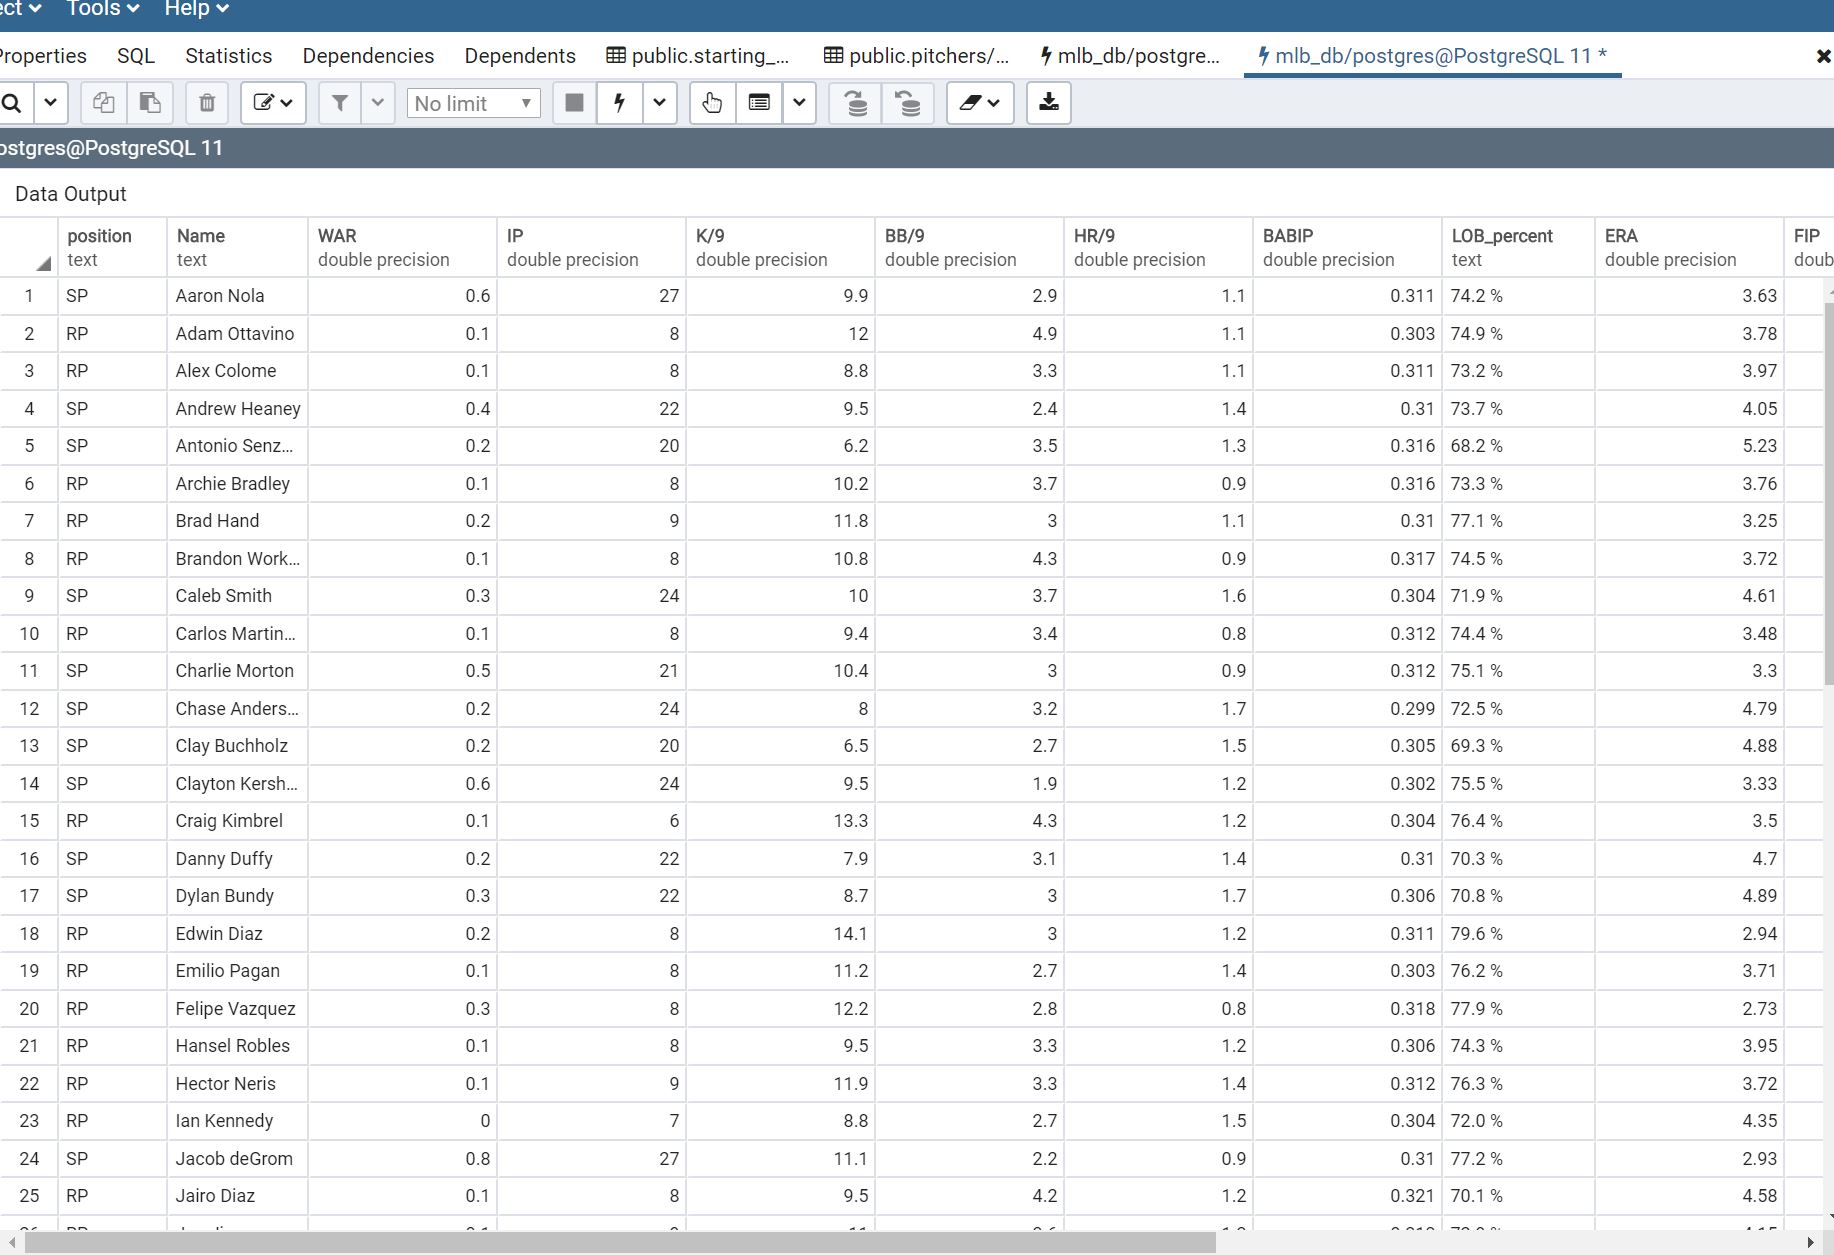 ect Tools Help
Properties SQL Statistics Dependencies Dependents public.starting_... public.pitchers/... mlb_db/postgre... mlb_db/postgres@PostgreSQL 11 *
No limit
ostgres@PostgreSQL 11
Data Output
position Name WAR IP K/9 BB/9 HR/9 BABIP LOB_percent ERA FIP
text text double precision double precision double precision double precision double precision double precision text double precision doub
1 SP Aaron Nola 0.6 27 9.9 2.9 1.1 0.311 74.2 % 3.63
2 RP Adam Ottavino 0.1 8 12 4.9 1.1 0.303 74.9 % 3.78
3 RP Alex Colome 0.1 8 8.8 3.3 1.1 0.311 73.2 % 3.97
4 SP Andrew Heaney 0.4 22 9.5 2.4 1.4 0.31 73.7 % 4.05
5 SP Antonio Senz... 0.2 20 6.2 3.5 1.3 0.316 68.2 % 5.23
6 RP Archie Bradley 0.1 8 10.2 3.7 0.9 0.316 73.3 % 3.76
7 RP Brad Hand 0.2 9 11.8 3 1.1 0.31 77.1 % 3.25
8 RP Brandon Work... 0.1 8 10.8 4.3 0.9 0.317 74.5 % 3.72
9 SP Caleb Smith 0.3 24 10 3.7 1.6 0.304 71.9 % 4.61
10 RP Carlos Martin... 0.1 8 9.4 3.4 0.8 0.312 74.4 % 3.48
11 SP Charlie Morton 0.5 21 10.4 3 0.9 0.312 75.1 % 3.3
12 SP Chase Anders... 0.2 24 8 3.2 1.7 0.299 72.5 % 4.79
13 SP Clay Buchholz 0.2 20 6.5 2.7 1.5 0.305 69.3 % 4.88
14 SP Clayton Kersh... 0.6 24 9.5 1.9 1.2 0.302 75.5 % 3.33
15 RP Craig Kimbrel 0.1 6 13.3 4.3 1.2 0.304 76.4 % 3.5
16 SP Danny Duffy 0.2 22 7.9 3.1 1.4 0.31 70.3 % 4.7
17 SP Dylan Bundy 0.3 22 8.7 3 1.7 0.306 70.8 % 4.89
18 RP Edwin Diaz 0.2 8 14.1 3 1.2 0.311 79.6 % 2.94
19 RP Emilio Pagan 0.1 8 11.2 2.7 1.4 0.303 76.2 % 3.71
20 RP Felipe Vazquez 0.3 8 12.2 2.8 0.8 0.318 77.9 % 2.73
21 RP Hansel Robles 0.1 8 9.5 3.3 1.2 0.306 74.3 % 3.95
22 RP Hector Neris 0.1 9 11.9 3.3 1.4 0.312 76.3 % 3.72
23 RP Ian Kennedy 0 7 8.8 2.7 1.5 0.304 72.0 % 4.35
24 SP Jacob deGrom 0.8 27 11.1 2.2 0.9 0.31 77.2 % 2.93
25 RP Jairo Diaz 0.1 8 9.5 4.2 1.2 0.321 70.1 % 4.58